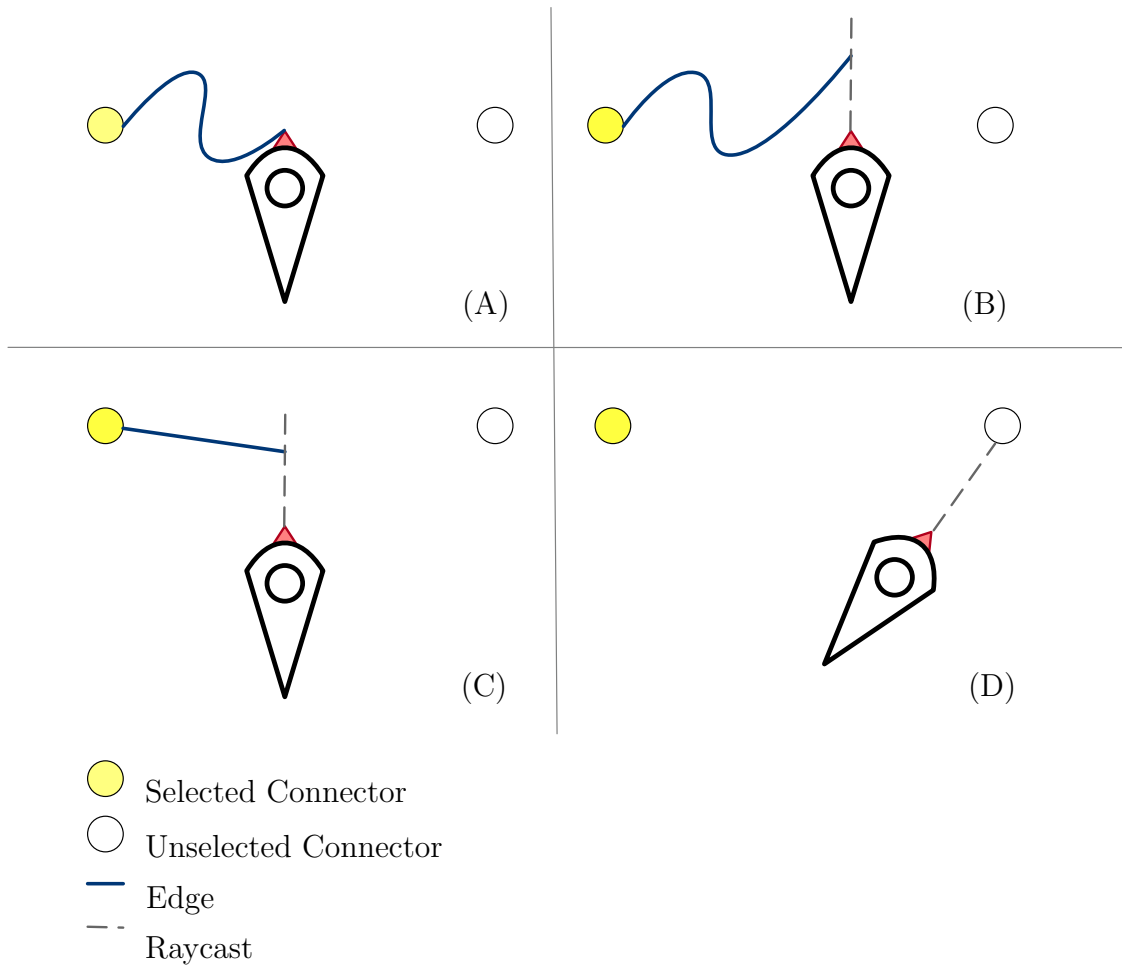 (A)
(B)
(C)
(D)
Selected Connector
Unselected Connector
Edge
Raycast